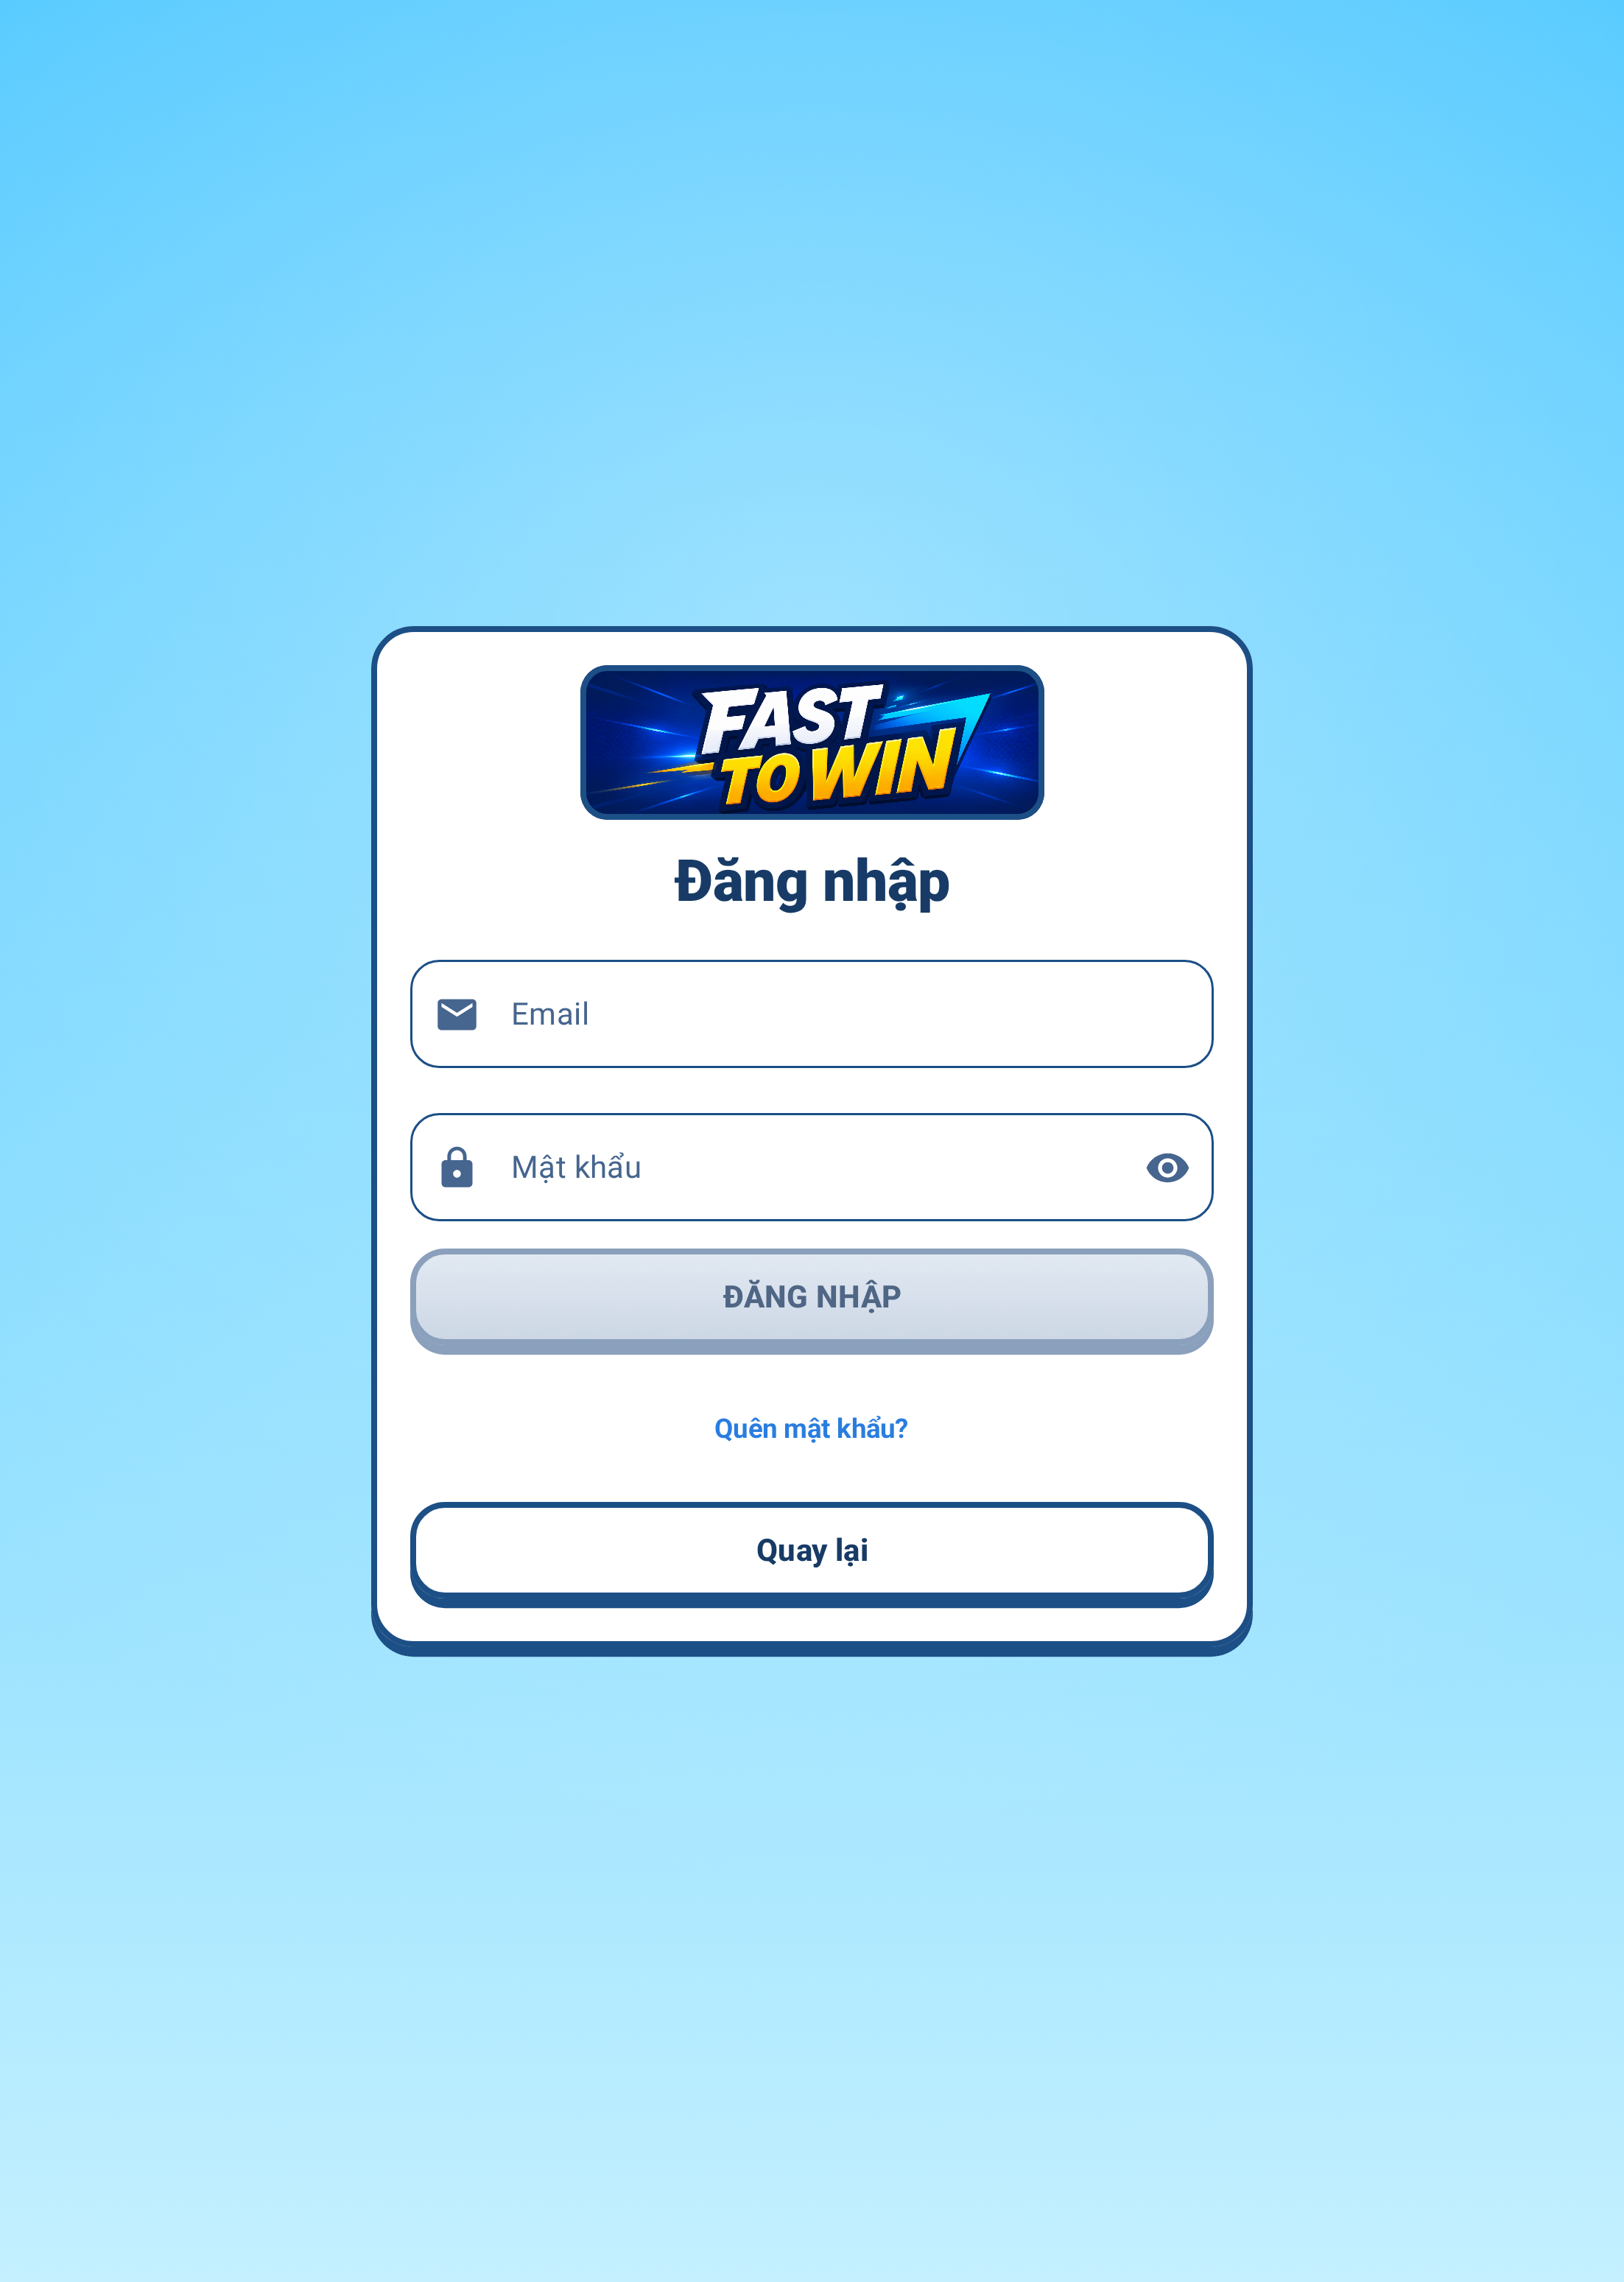 FAST
TO WIN
Đăng nhập
Email
Mật khẩu
ĐĂNG NHẬP
Quên mật khẩu?
Quay lại